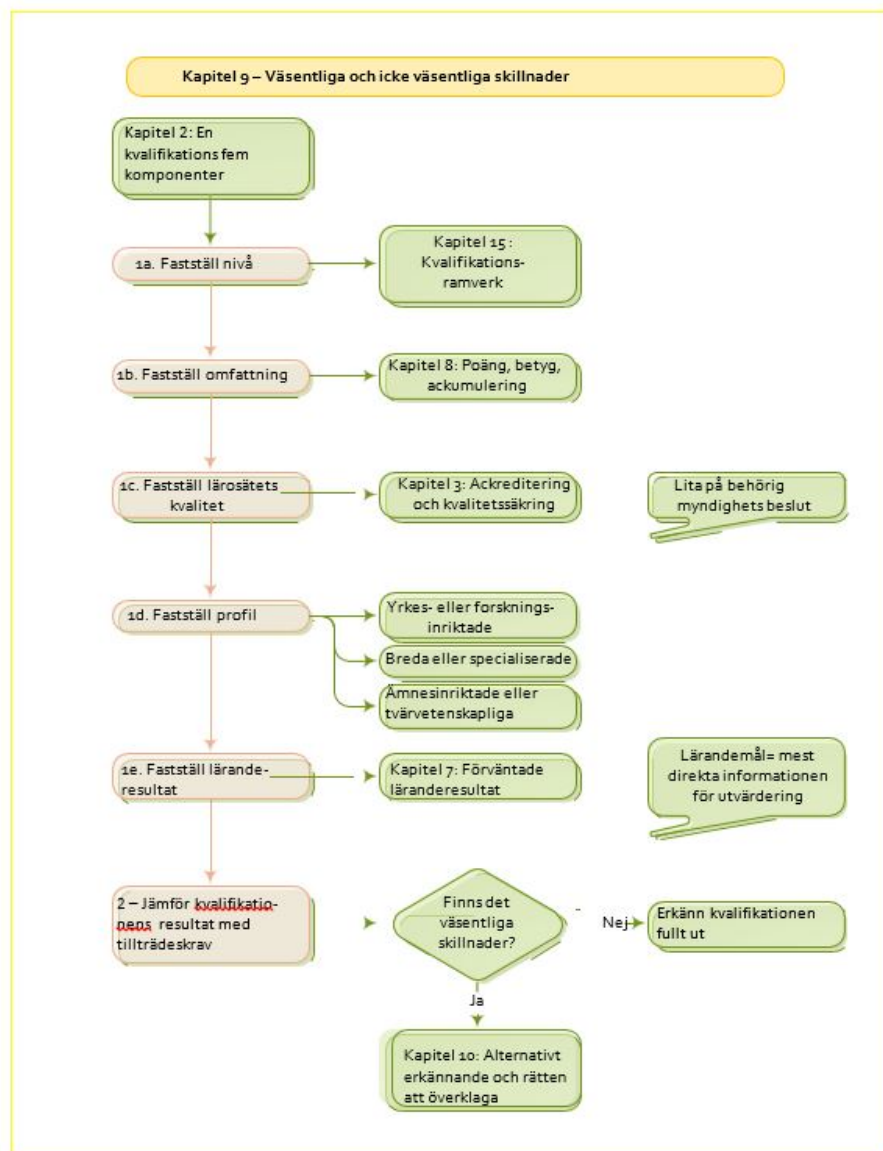 Kapitel 9 – Väsentliga och icke väsentliga skillnader
Kapitel 2: En
kvalifikations fem
komponenter
1a. Fastställ nivå
Kapitel 15 :
Kvalifikations-
ramverk
1b. Fastställ omfattning
Kapitel 8: Poäng, betyg,
ackumulering
1c. Fastställ lärosätets
kvalitet
Kapitel 3: Ackreditering
och kvalitetssäkring
Lita på behörig
myndighets beslut
1d. Fastställ profil
Yrkes- eller forsknings-
inriktade
Breda eller specialiserade
Ämnesinriktade eller
tvärvetenskapliga
1e. Fastställ lärande-
resultat
Kapitel 7: Förväntade
läranderesultat
Lärandemål= mest
direkta informationen
för utvärdering
2 – Jämför kvalifikatio-
nens resultat med
tillträdeskrav
Finns det
väsentliga
skillnader?
Nej
Erkänn kvalifikationen
fullt ut
Ja
Kapitel 10: Alternativt
erkännande och rätten
att överklaga